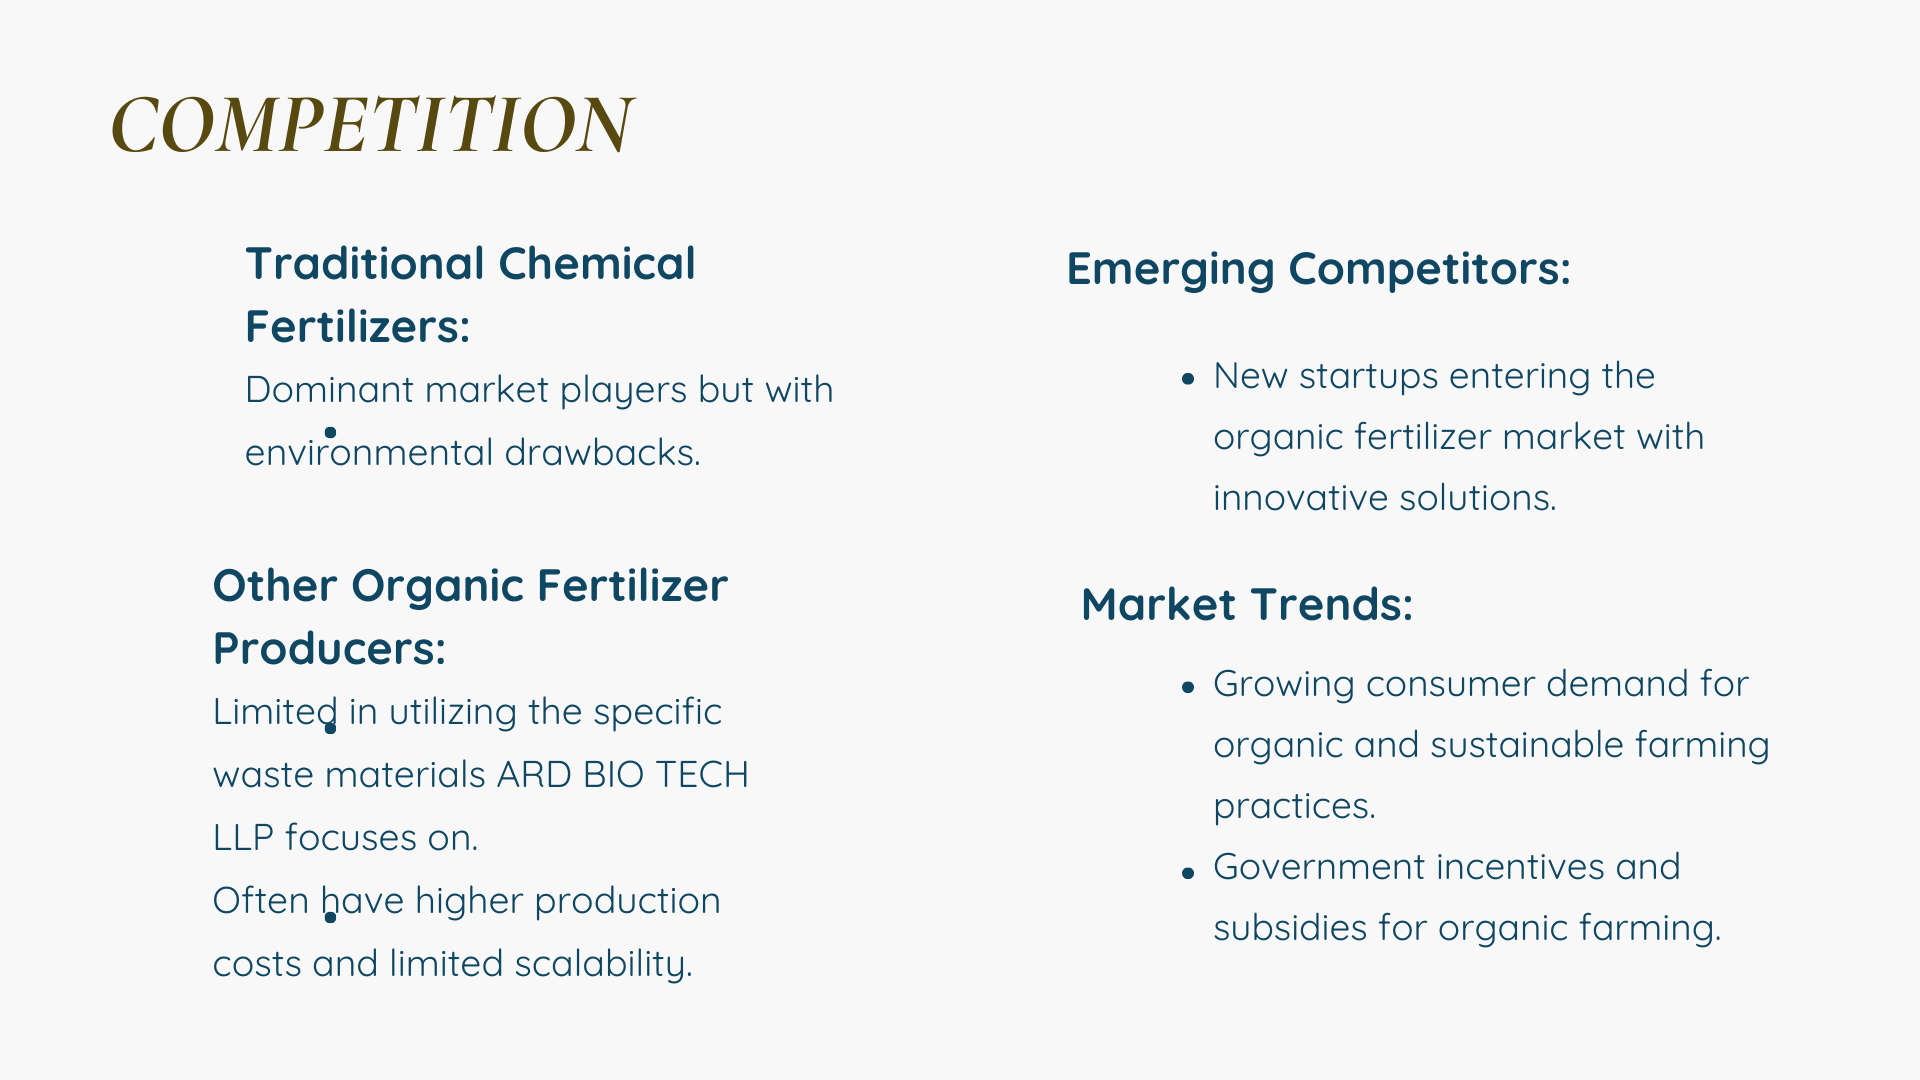 COMPETITION
Traditional Chemical
Fertilizers:
Dominant market players but with
environmental drawbacks.
Other Organic Fertilizer
Producers:
Limited in utilizing the specific
waste materials ARD BIO TECH
LLP focuses on.
Often have higher production
costs and limited scalability.
Emerging Competitors:
• New startups entering the
organic fertilizer market with
innovative solutions.
Market Trends:
• Growing consumer demand for
organic and sustainable farming
practices.
• Government incentives and
subsidies for organic farming.